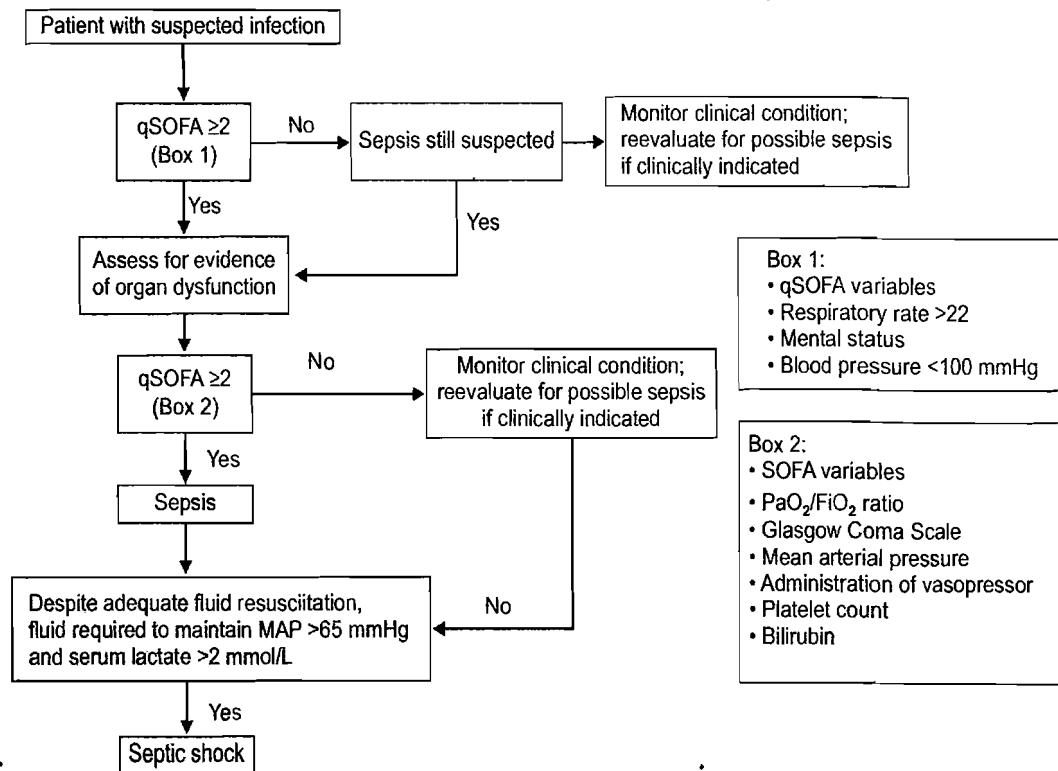 Patient with suspected infection
qSOFA ≥2
(Box 1)
No
Sepsis still suspected
Monitor clinical condition;
reevaluate for possible sepsis
if clinically indicated
Yes
Yes
Assess for evidence
of organ dysfunction
qSOFA ≥2
(Box 2)
No
Monitor clinical condition;
reevaluate for possible sepsis
if clinically indicated
Yes
Sepsis
Despite adequate fluid resusciitation,
fluid required to maintain MAP >65 mmHg
and serum lactate >2 mmol/L
No
Yes
Septic shock
Box 1:
• qSOFA variables
• Respiratory rate >22
• Mental status
• Blood pressure <100 mmHg
Box 2:
• SOFA variables
• PaO₂/FiO₂ ratio
• Glasgow Coma Scale
• Mean arterial pressure
• Administration of vasopressor
• Platelet count
• Bilirubin